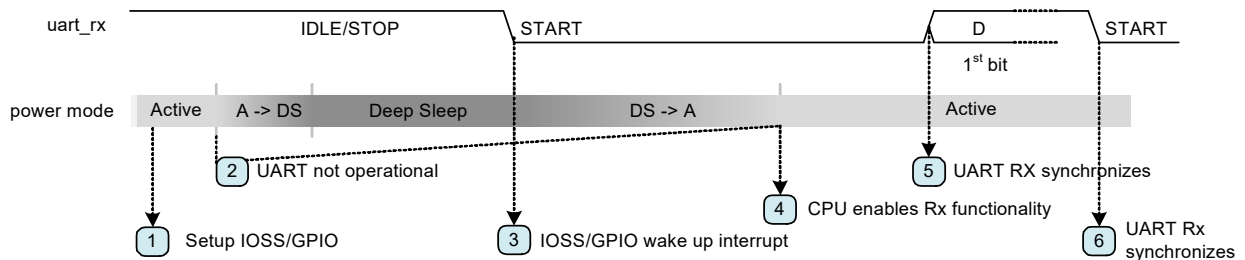 uart_rx
IDLE/STOP
START
D
START
1st bit
power mode
Active
A -> DS
Deep Sleep
DS -> A
Active
2 UART not operational
5 UART RX synchronizes
4 CPU enables Rx functionality
1 Setup IOSS/GPIO
3 IOSS/GPIO wake up interrupt
6 UART Rx
synchronizes